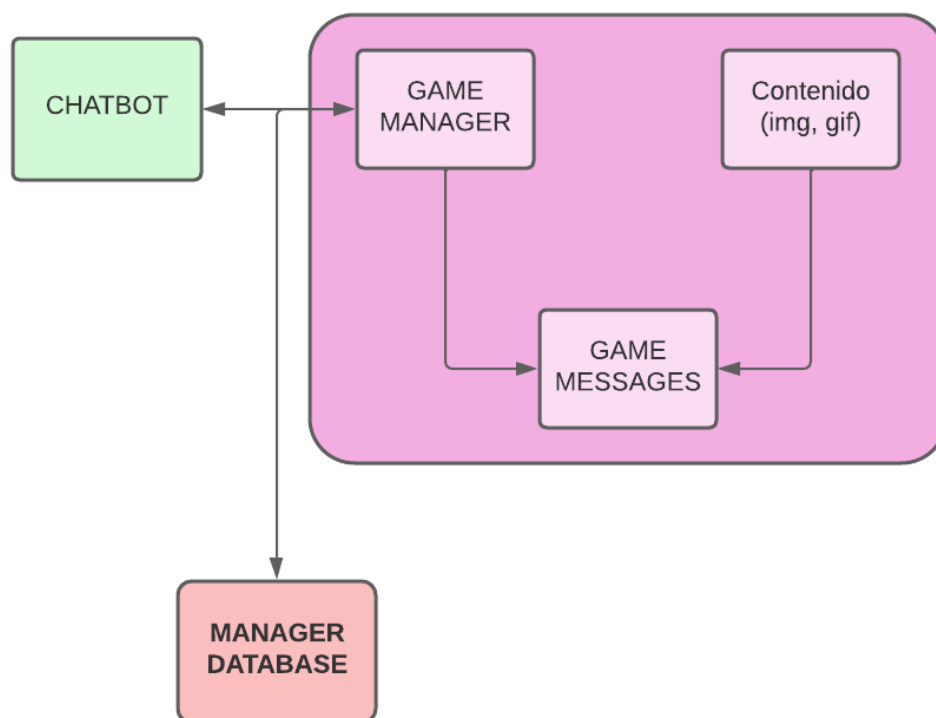 CHATBOT
GAME
MANAGER
Contenido
(img, gif)
GAME
MESSAGES
MANAGER
DATABASE